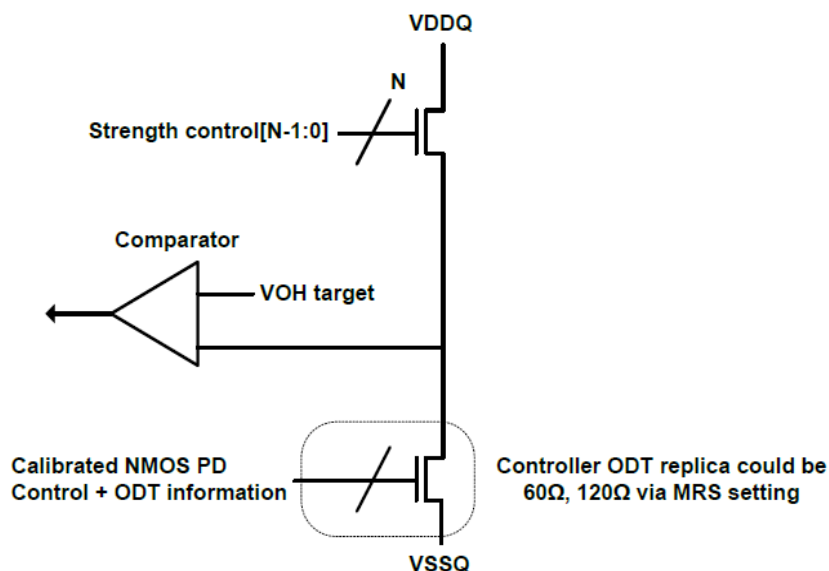 VDDQ
N
Strength control[N-1:0]
Comparator
VOH target
Calibrated NMOS PD
Control + ODT information
Controller ODT replica could be
60Ω, 120Ω via MRS setting
VSSQ